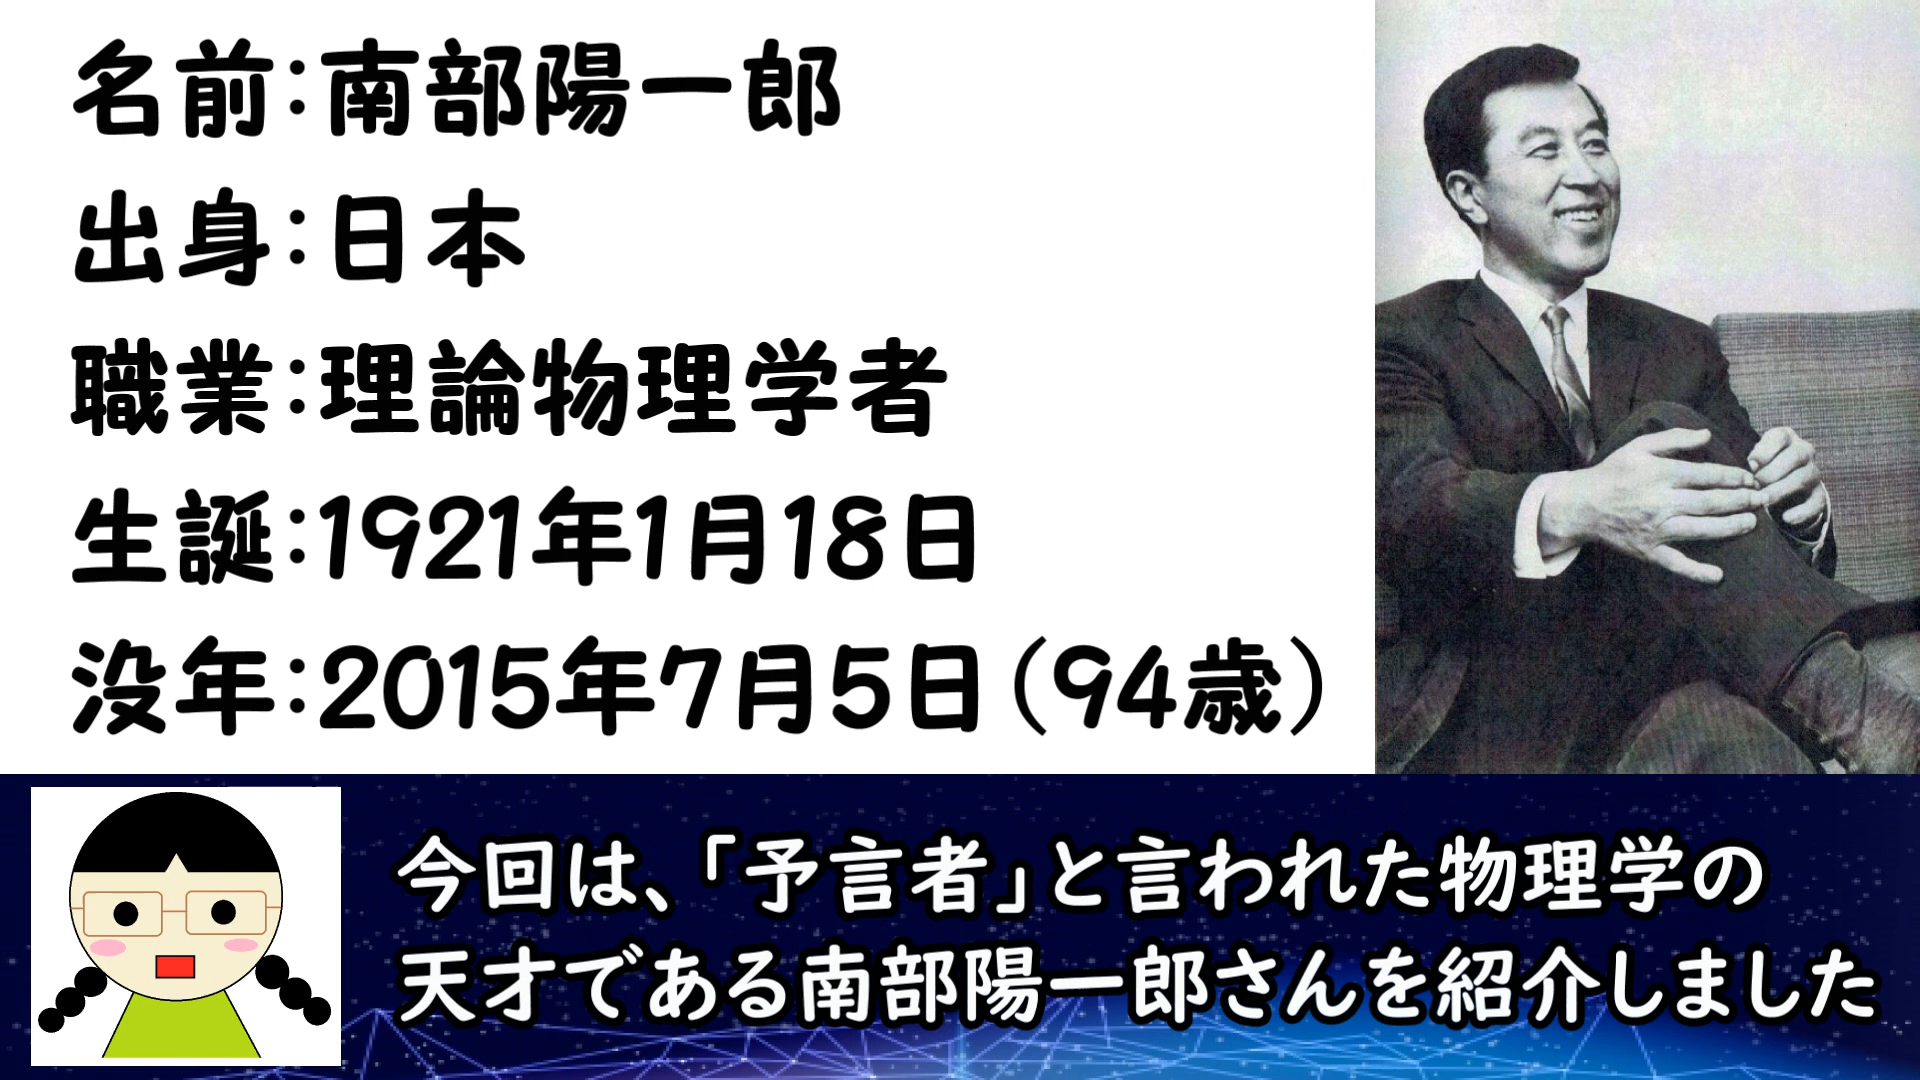 名前:南部陽一郎
出身:日本
職業:理論物理学者
生誕:1921年1月18日
没年:2015年7月5日(94歳)
今回は、「予言者」と言われた物理学の
天才である南部陽一郎さんを紹介しました